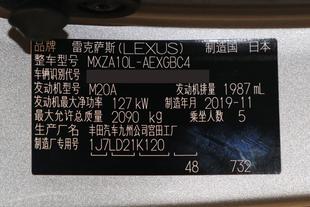 品牌 雷克萨斯(LEXUS) 制造国 日本
整车型号 MXZA10L-AEXGBC4
车辆识别代号
发动机型号 M20A 发动机排量 1987 mL
发动机最大净功率 127 kW 制造年月 2019-11
最大允许总质量 2090 kg 乘坐人数 5
生产厂名 丰田汽车九州公司宫田工厂
制造厂专用号 1J7LD21K120
48 732